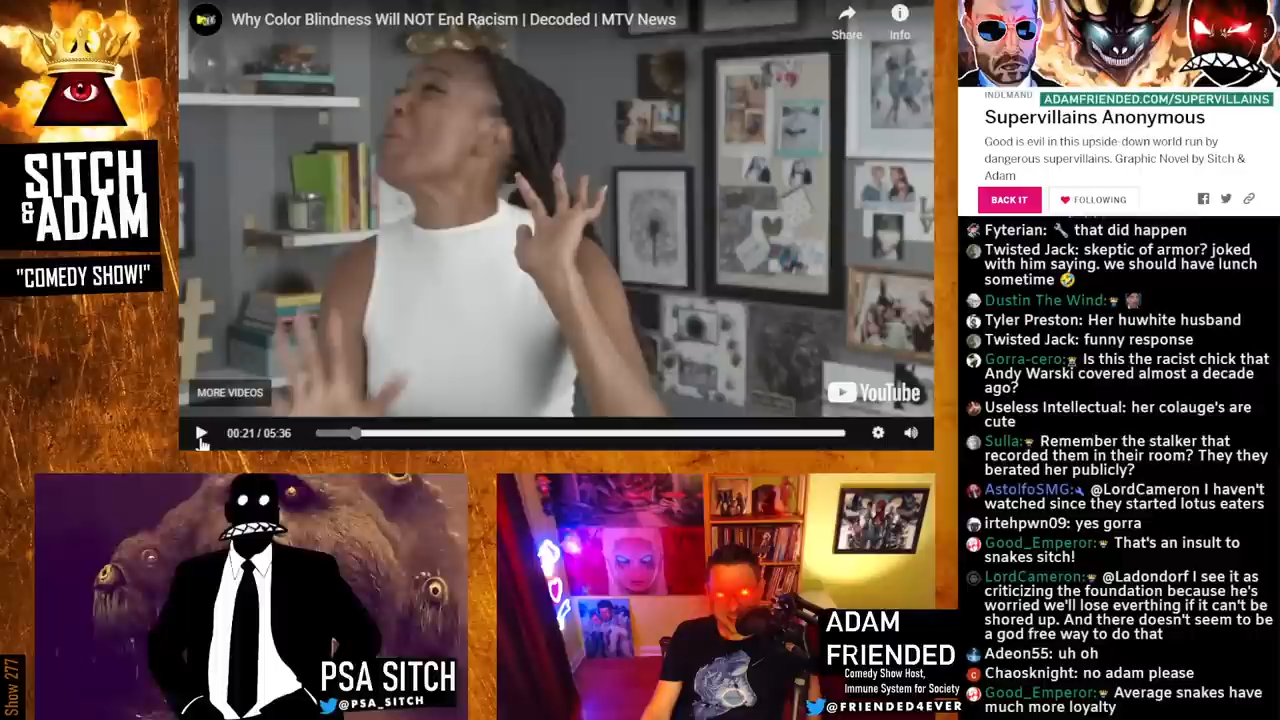 Why Color Blindness Will NOT End Racism | Decoded | MTV News
Share
Info
MORE VIDEOS
YouTube
00:21 / 05:36
SITCH
& ADAM
"COMEDY SHOW!"
Show 277
PSA SITCH
@PSA_SITCH
ADAM
FRIENDED
Comedy Show Host,
Immune System for Society
@FRIENDED4EVER
INDEMAND
ADAMFRIENDED.COM/SUPERVILLAINS
Supervillains Anonymous
Good is evil in this upside-down world run by
dangerous supervillains. Graphic Novel by Sitch &
Adam
BACK IT
FOLLOWING
Fyterian: 🔧 that did happen
Twisted Jack: skeptic of armor? joked
with him saying. we should have lunch
sometime 🤣
Dustin The Wind:
Tyler Preston: Her huwhite husband
Twisted Jack: funny response
Gorra-cero: Is this the racist chick that
Andy Warski covered almost a decade
ago?
Useless Intellectual: her colauge's are
cute
Sulla: Remember the stalker that
recorded them in their room? They they
berated her publicly?
AstolfoSMG: @LordCameron I haven't
watched since they started lotus eaters
irtehpwn09: yes gorra
Good_Emperor: That's an insult to
snakes sitch!
LordCameron: @Ladondorf I see it as
criticizing the foundation because he's
worried we'll lose everthing if it can't be
shored up. And there doesn't seem to be
a god free way to do that
Adeon55: uh oh
Chaosknight: no adam please
Good_Emperor: Average snakes have
much more loyalty